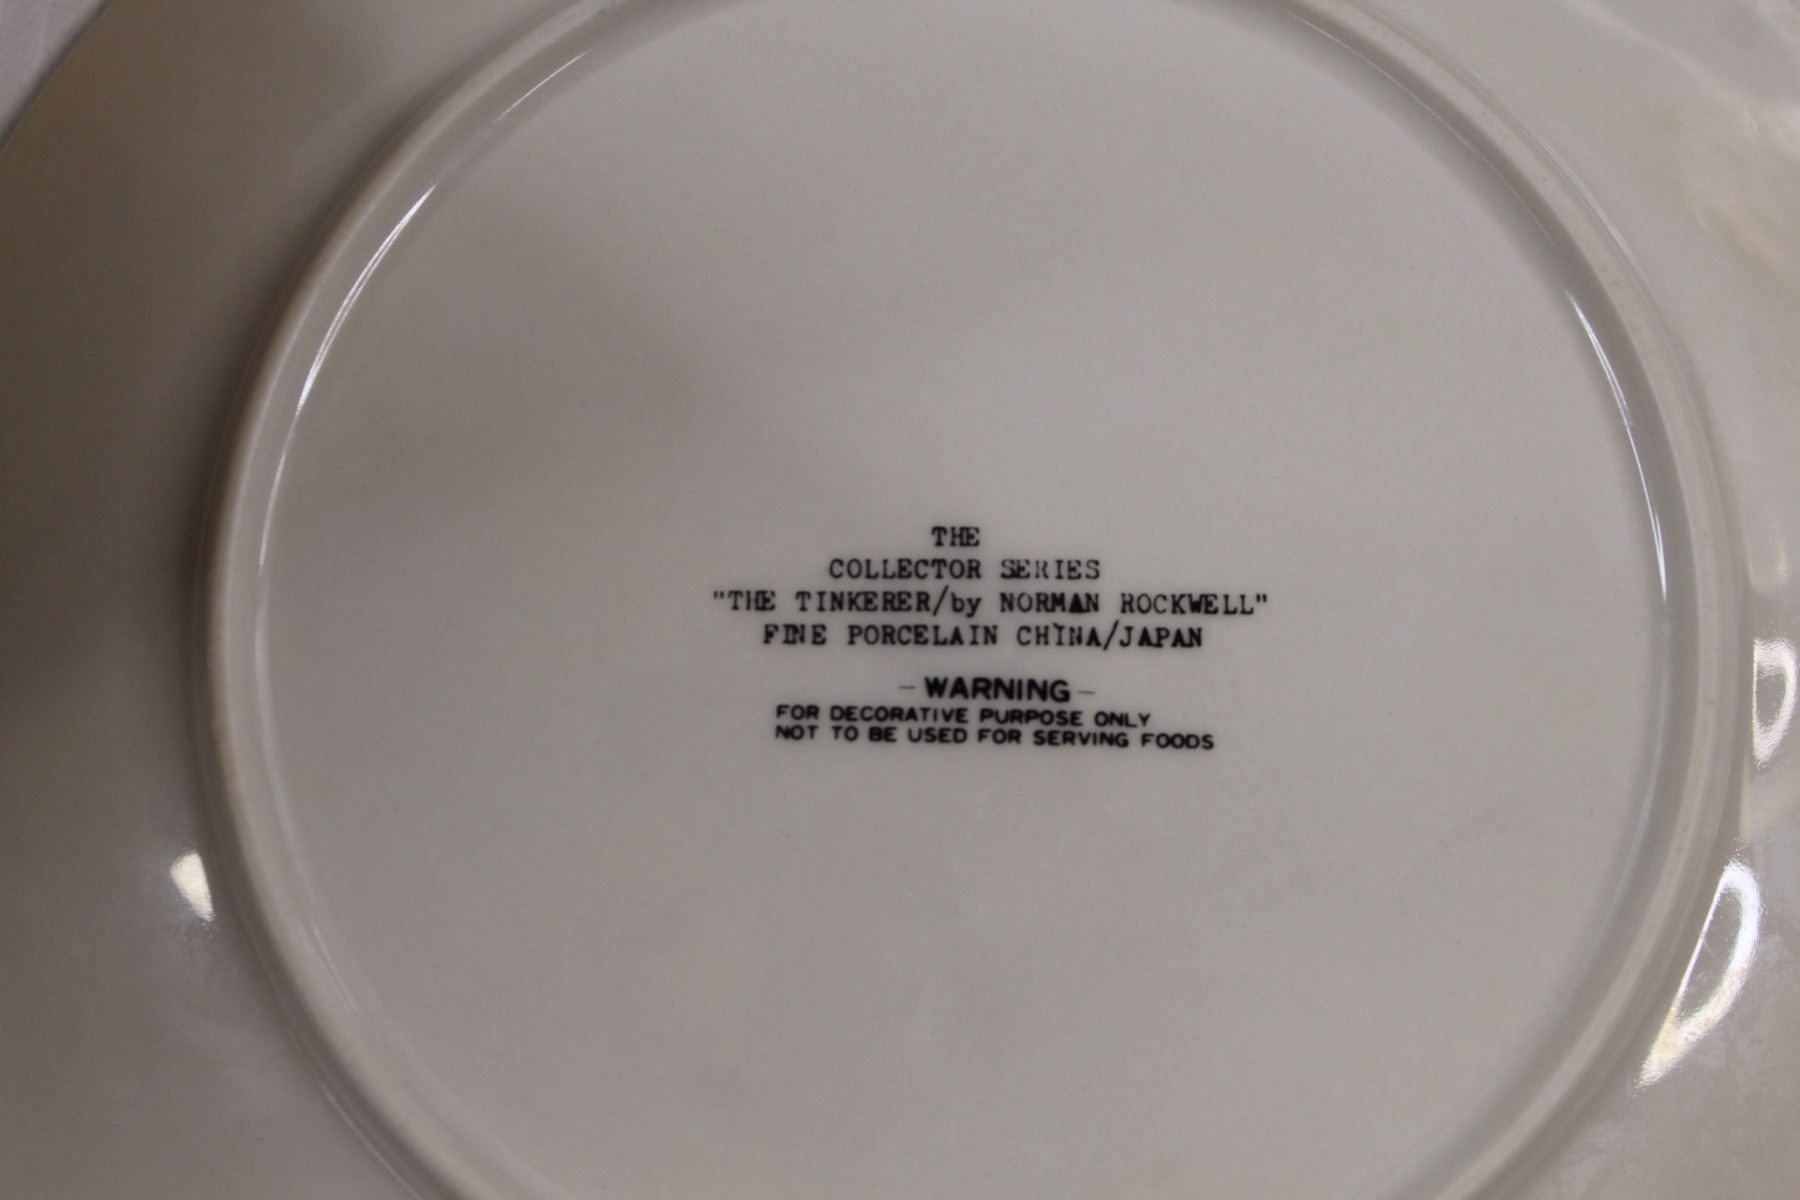 THE
COLLECTOR SERIES
"THE TINKERER/by NORMAN ROCKWELL"
FINE PORCELAIN CHINA/JAPAN
– WARNING –
FOR DECORATIVE PURPOSE ONLY
NOT TO BE USED FOR SERVING FOODS